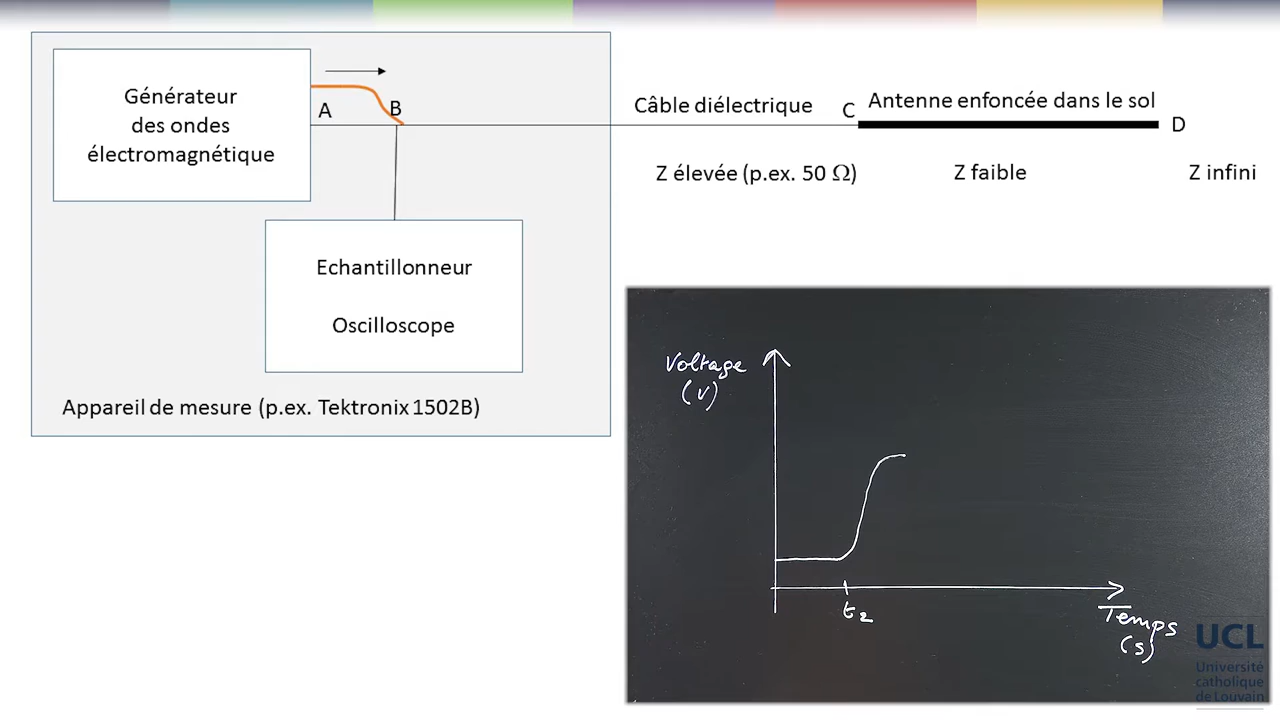 Générateur
des ondes
électromagnétique
A
B
Câble diélectrique
C
Antenne enfoncée dans le sol
D
Z élevée (p.ex. 50 Ω)
Z faible
Z infini
Echantillonneur
Oscilloscope
Appareil de mesure (p.ex. Tektronix 1502B)
Voltage
(V)
t2
Temps
(s)
UCL
Université
catholique
de Louvain